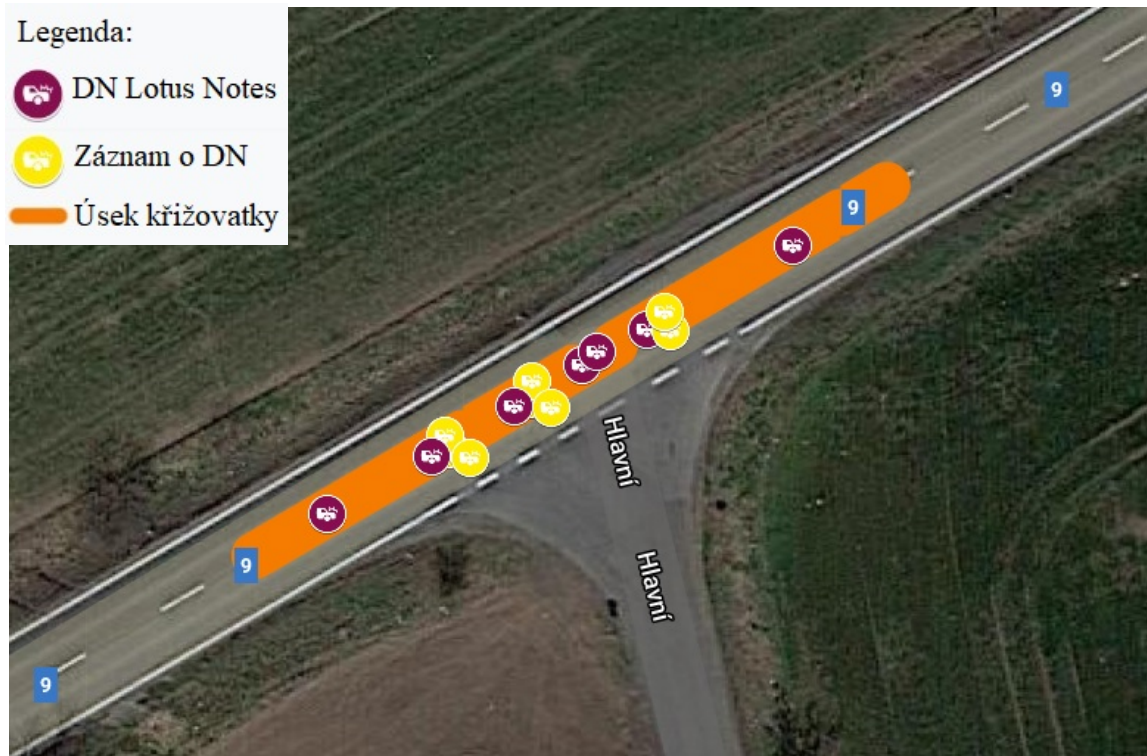 Legenda:
DN Lotus Notes
Záznam o DN
Úsek křižovatky
9
9
Hlavní
Hlavní
9
9